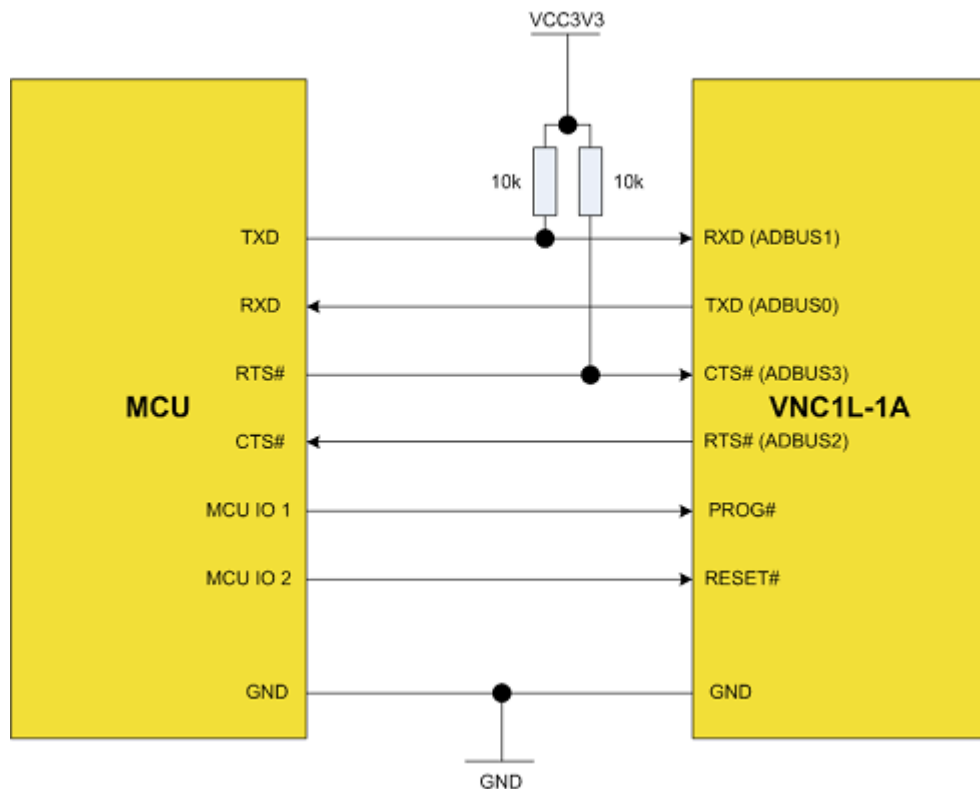 VCC3V3
10k
10k
TXD
RXD (ADBUS1)
RXD
TXD (ADBUS0)
RTS#
CTS# (ADBUS3)
MCU
VNC1L-1A
CTS#
RTS# (ADBUS2)
MCU IO 1
PROG#
MCU IO 2
RESET#
GND
GND
GND